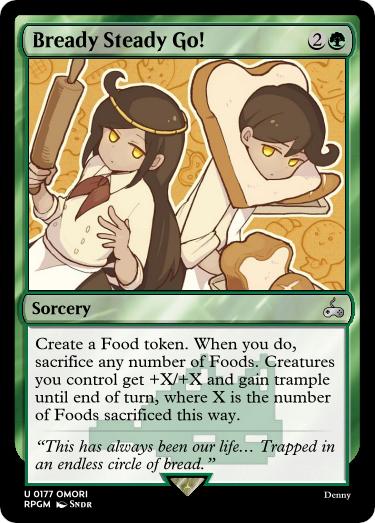 Bready Steady Go! 2
Sorcery
Create a Food token. When you do,
sacrifice any number of Foods. Creatures
you control get +X/+X and gain trample
until end of turn, where X is the number
of Foods sacrificed this way.
“This has always been our life… Trapped in
an endless circle of bread.”
U 0177 OMORI
RPGM SNDR Denny